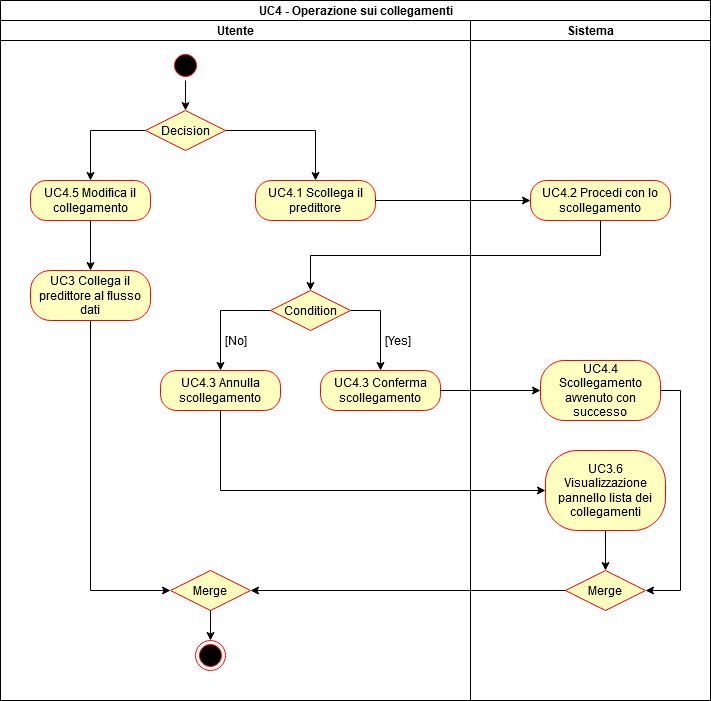 UC4 - Operazione sui collegamenti
Utente
Sistema
Decision
UC4.5 Modifica il
collegamento
UC4.1 Scollega il
predittore
UC4.2 Procedi con lo
scollegamento
UC3 Collega il
predittore al flusso
dati
Condition
[No]
[Yes]
UC4.3 Annulla
scollegamento
UC4.3 Conferma
scollegamento
UC4.4
Scollegamento
avvenuto con
successo
UC3.6
Visualizzazione
pannello lista dei
collegamenti
Merge
Merge